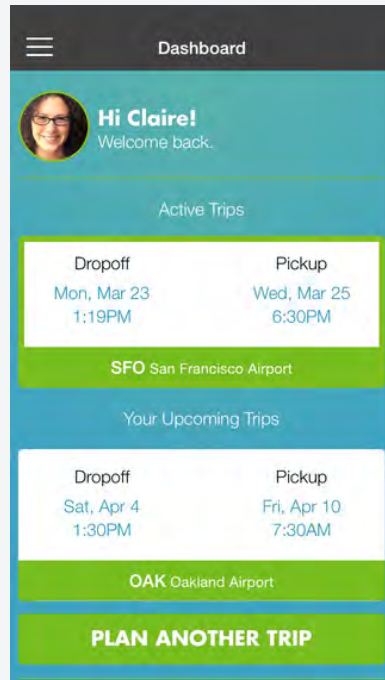 Dashboard
Hi Claire!
Welcome back.
Active Trips
Dropoff Pickup
Mon, Mar 23 Wed, Mar 25
1:19PM 6:30PM
SFO San Francisco Airport
Your Upcoming Trips
Dropoff Pickup
Sat, Apr 4 Fri, Apr 10
1:30PM 7:30AM
OAK Oakland Airport
PLAN ANOTHER TRIP